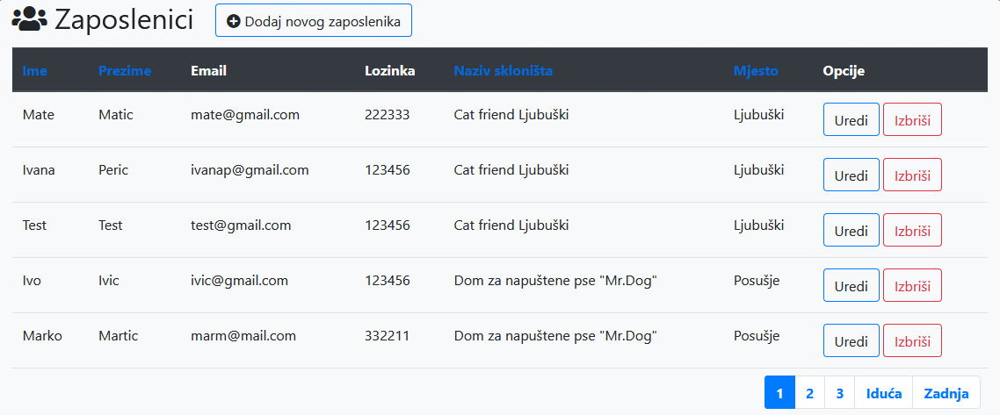 Zaposlenici Dodaj novog zaposlenika
Ime Prezime Email Lozinka Naziv skloništa Mjesto Opcije
Mate Matic mate@gmail.com 222333 Cat friend Ljubuški Ljubuški Uredi Izbriši
Ivana Peric ivanap@gmail.com 123456 Cat friend Ljubuški Ljubuški Uredi Izbriši
Test Test test@gmail.com 123456 Cat friend Ljubuški Ljubuški Uredi Izbriši
Ivo Ivic ivic@gmail.com 123456 Dom za napuštene pse "Mr.Dog" Posušje Uredi Izbriši
Marko Martic marm@mail.com 332211 Dom za napuštene pse "Mr.Dog" Posušje Uredi Izbriši
1 2 3 Iduća Zadnja